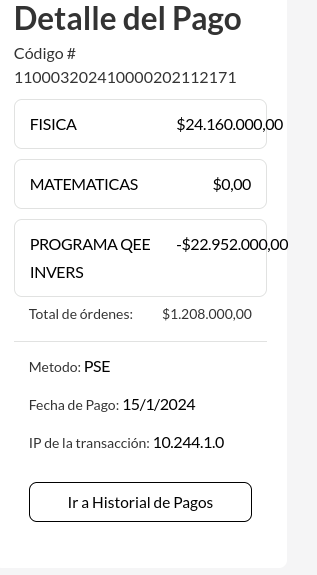 Detalle del Pago
Código #
110003202410000202112171
FISICA $24.160.000,00
MATEMATICAS $0,00
PROGRAMA QEE -$22.952.000,00
INVERS
Total de órdenes: $1.208.000,00
Metodo: PSE
Fecha de Pago: 15/1/2024
IP de la transacción: 10.244.1.0
Ir a Historial de Pagos